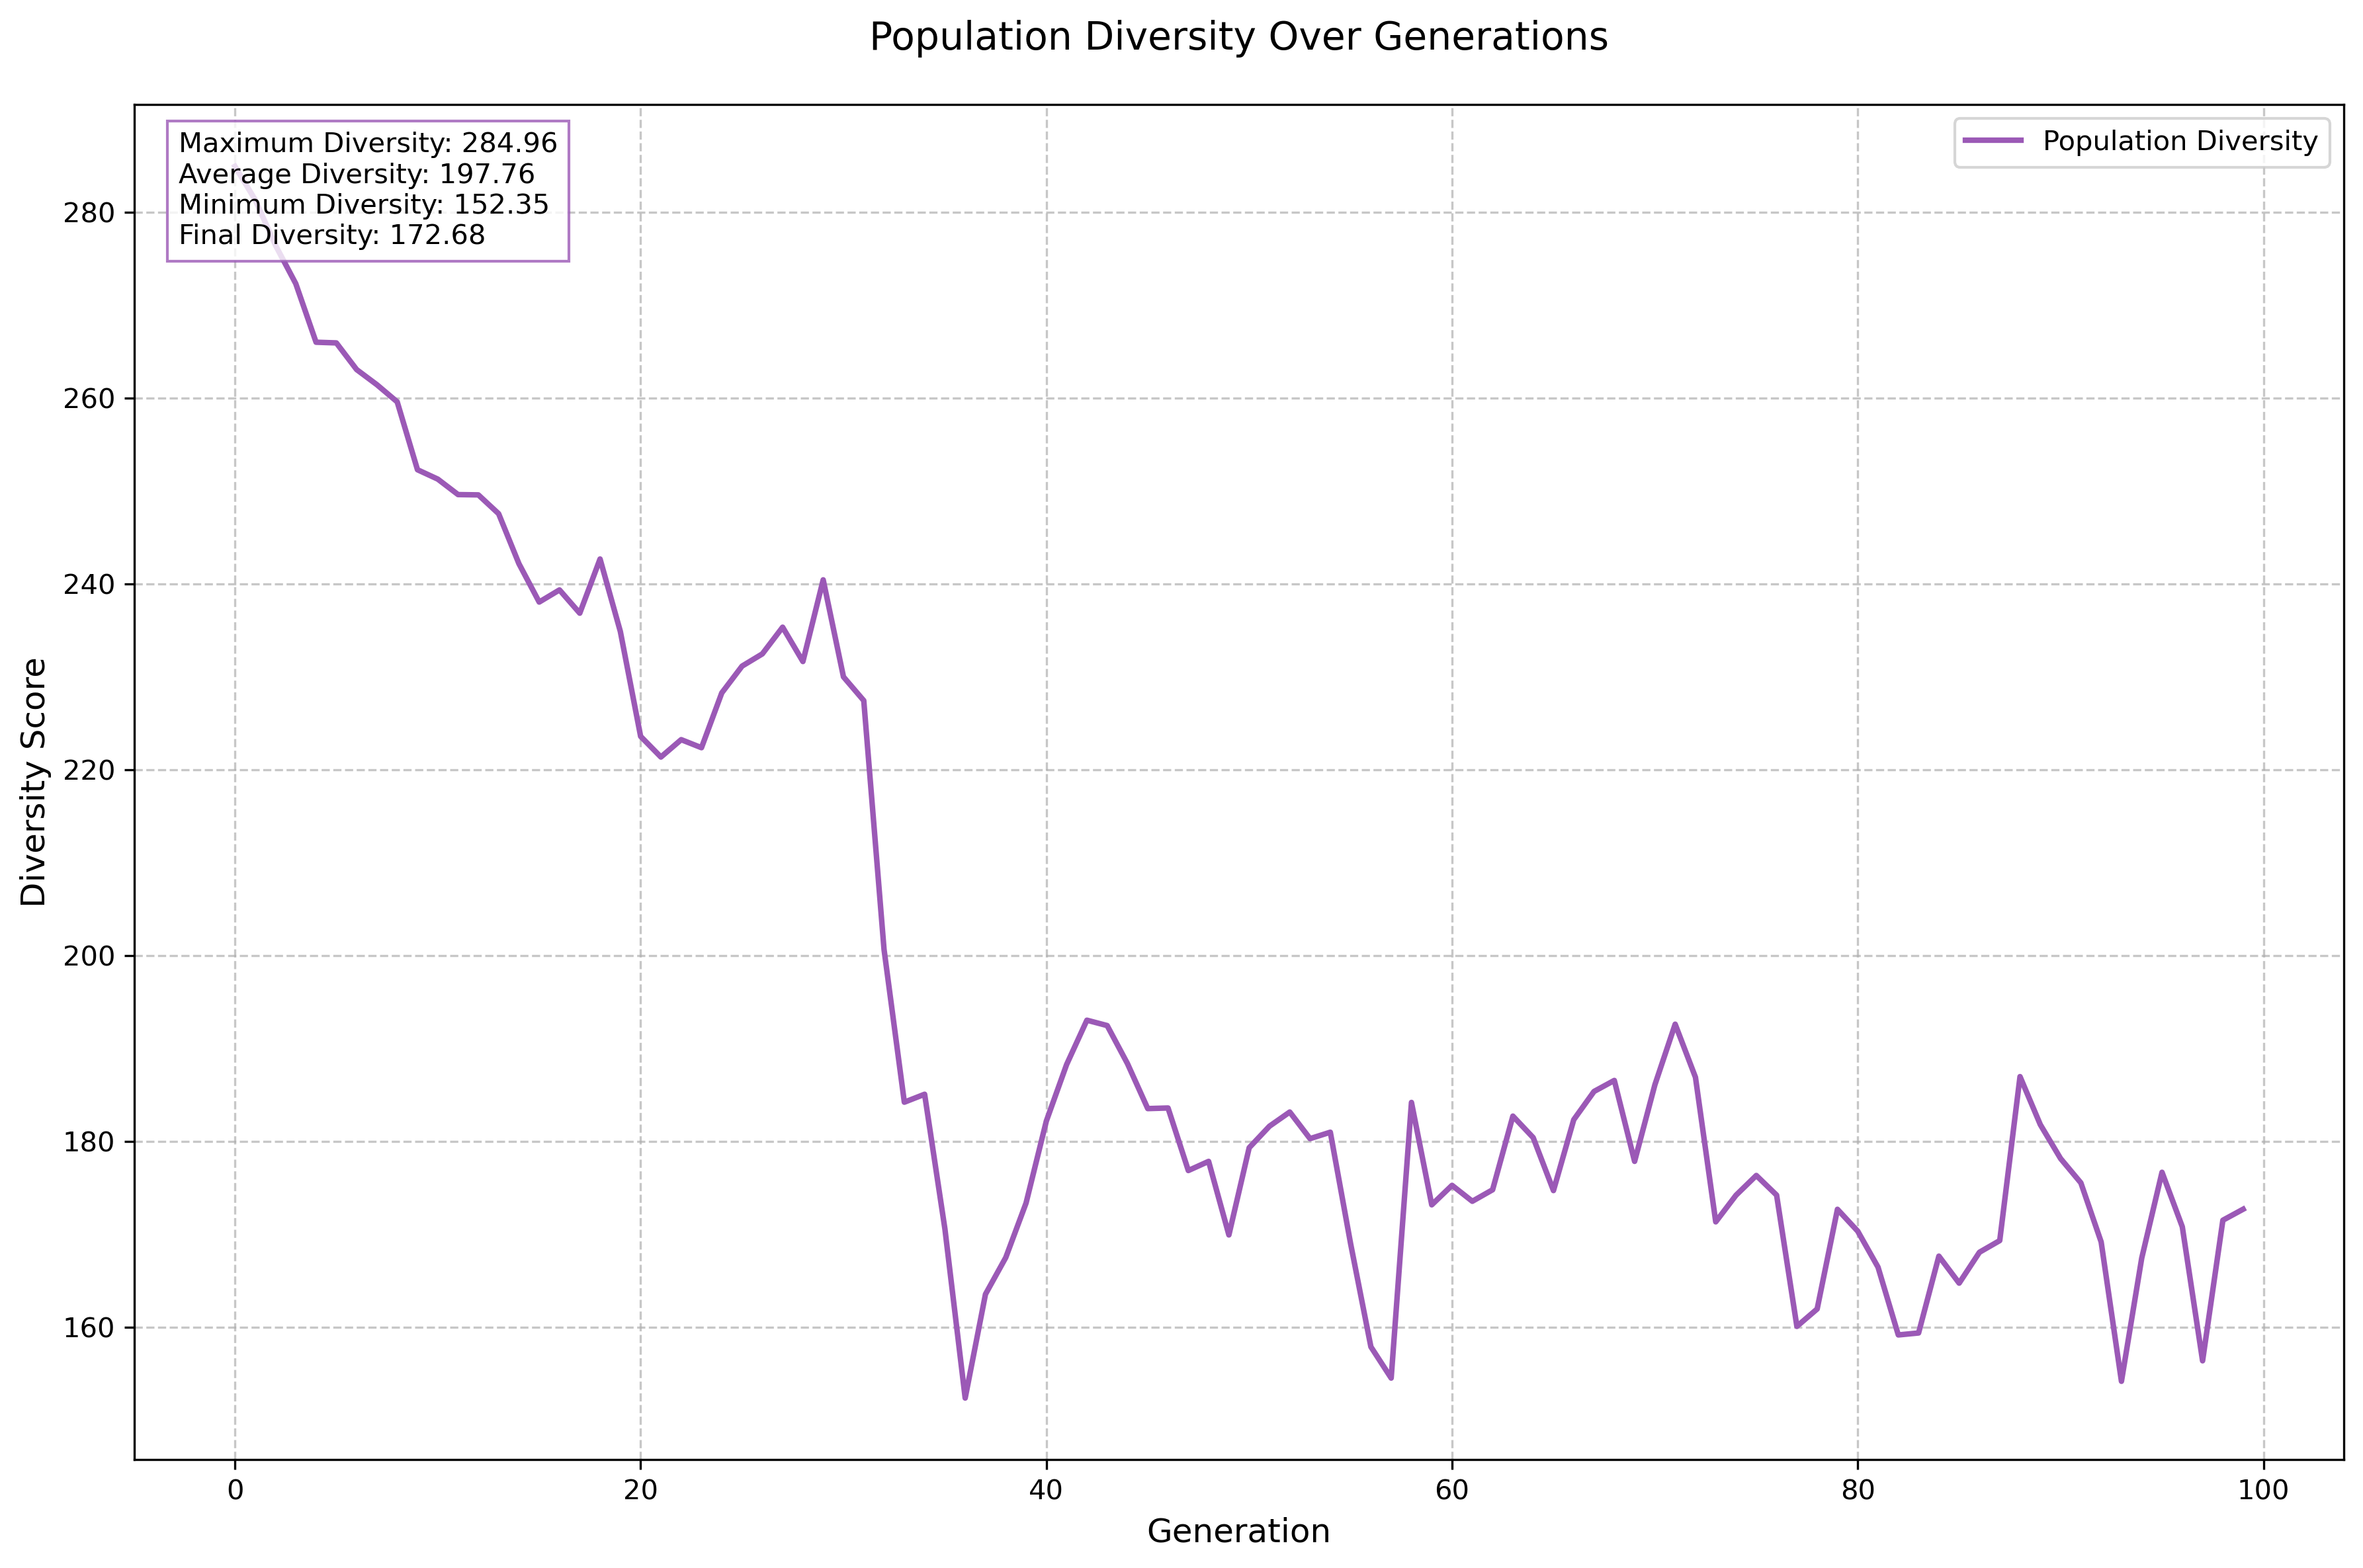 Population Diversity Over Generations
Maximum Diversity: 284.96
Average Diversity: 197.76
Minimum Diversity: 152.35
Final Diversity: 172.68
Population Diversity
Diversity Score
280
260
240
220
200
180
160
0
20
40
60
80
100
Generation